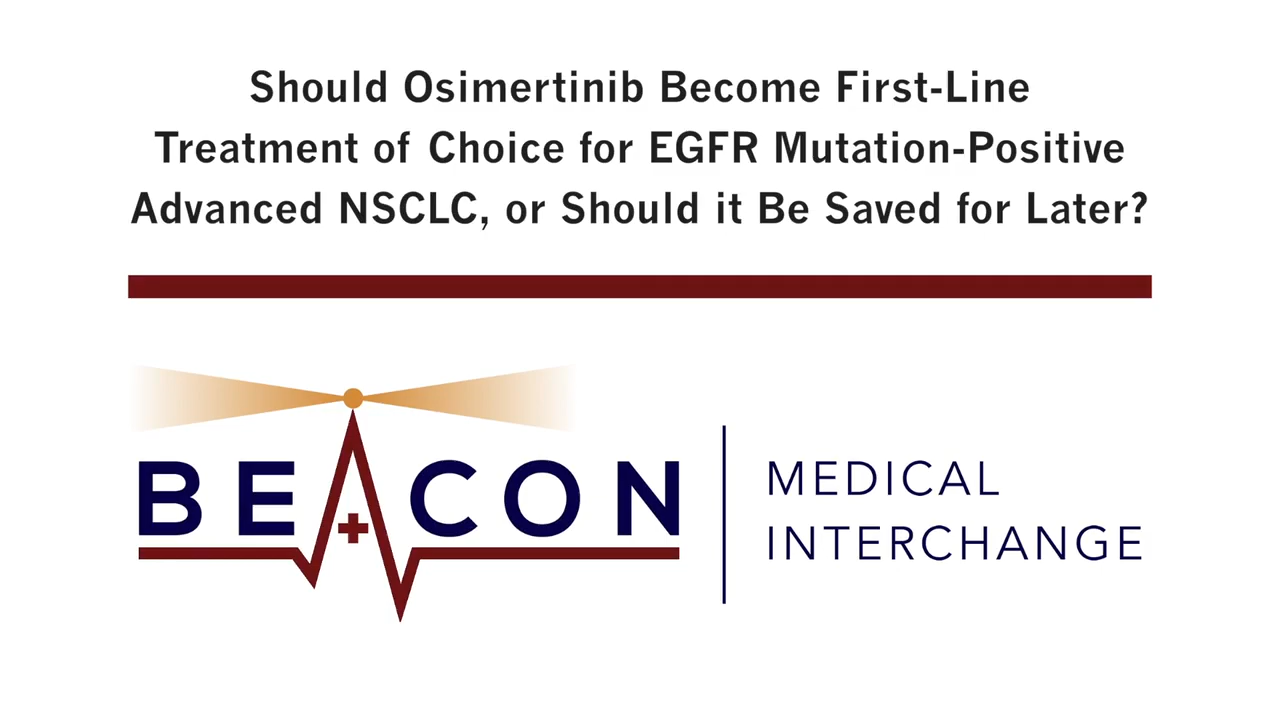 Should Osimertinib Become First-Line
Treatment of Choice for EGFR Mutation-Positive
Advanced NSCLC, or Should it Be Saved for Later?
BEACON
MEDICAL
INTERCHANGE